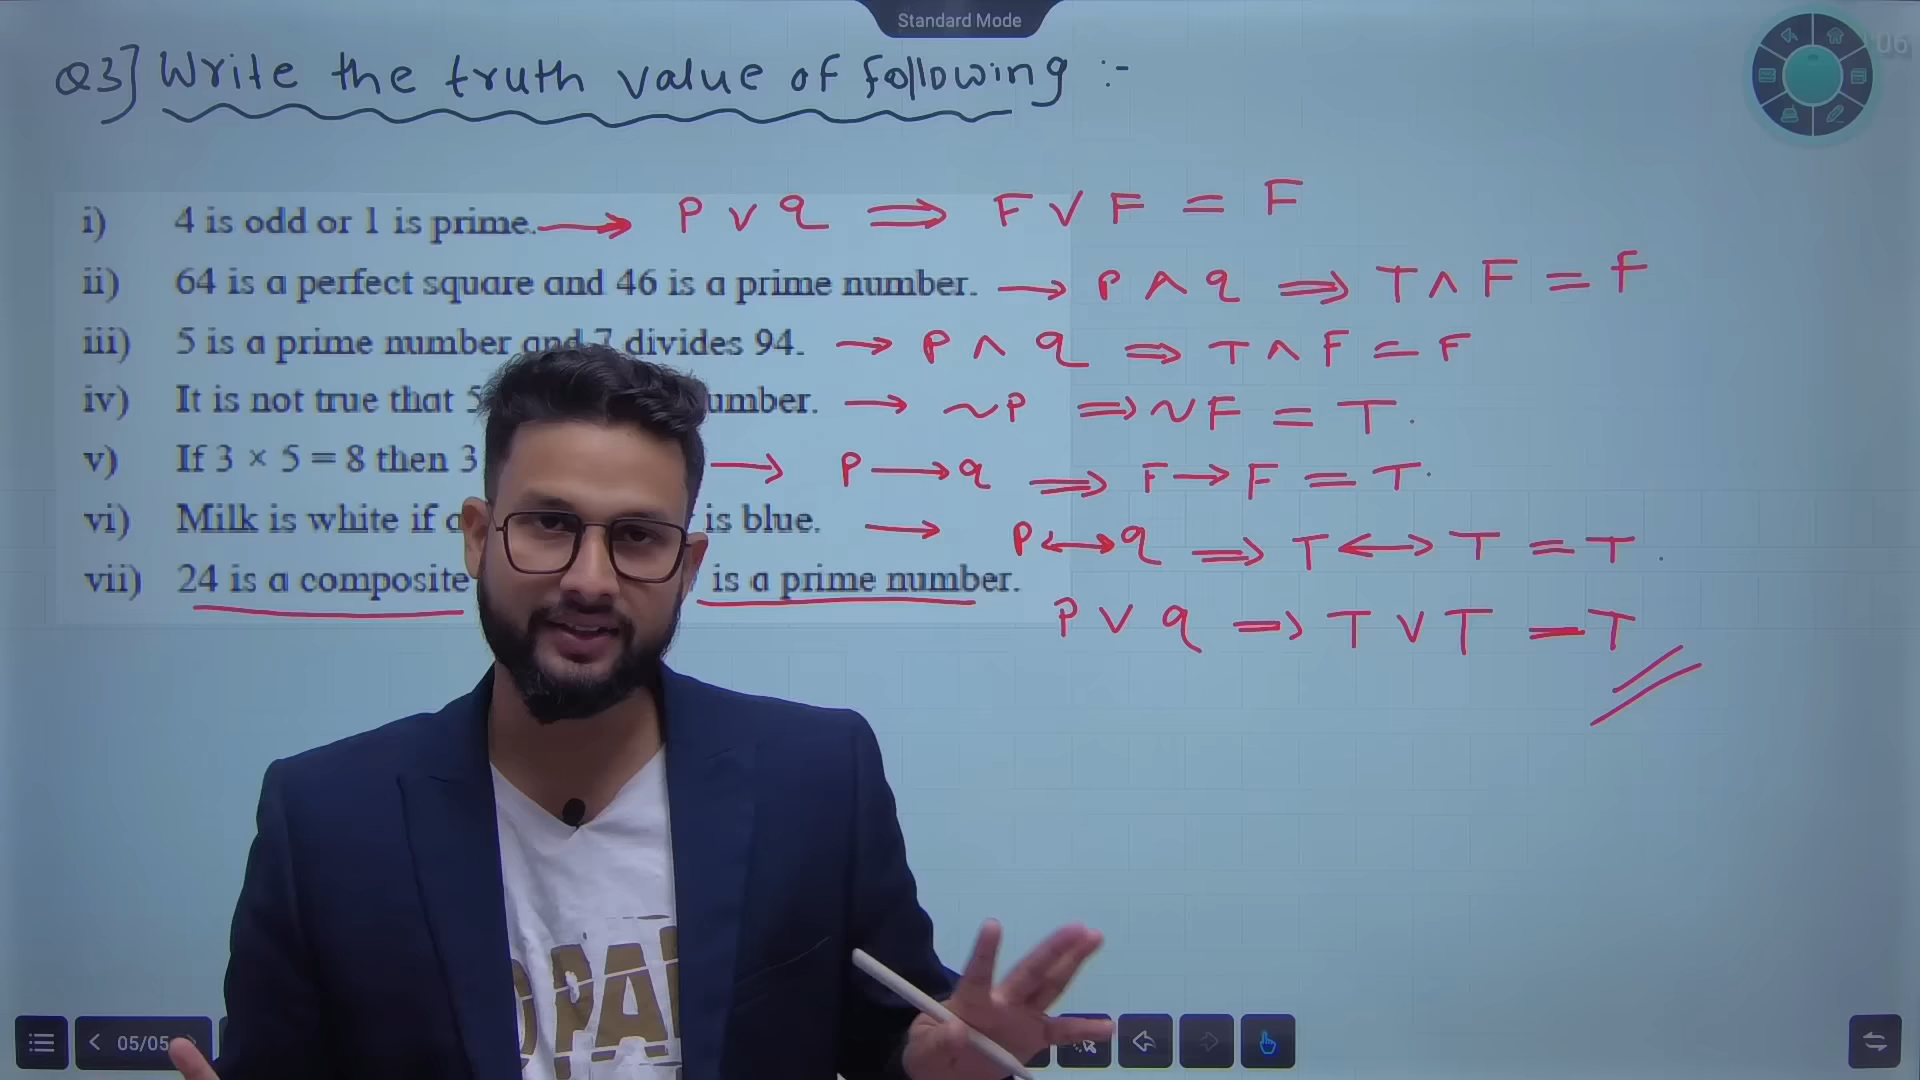 Standard Mode
06
Q3] Write the truth value of following :-
i) 4 is odd or 1 is prime. → P ∨ q ⇒ F ∨ F = F
ii) 64 is a perfect square and 46 is a prime number. → P ∧ q ⇒ T ∧ F = F
iii) 5 is a prime number and 7 divides 94. → P ∧ q ⇒ T ∧ F = F
iv) It is not true that 5 umber. → ~P ⇒ ~F = T.
v) If 3 × 5 = 8 then 3 → P → q ⇒ F → F = T.
vi) Milk is white if is blue. → P ↔ q ⇒ T ↔ T = T.
vii) 24 is a composite is a prime number.
P ∨ q ⇒ T ∨ T = T
OPAL
05/05